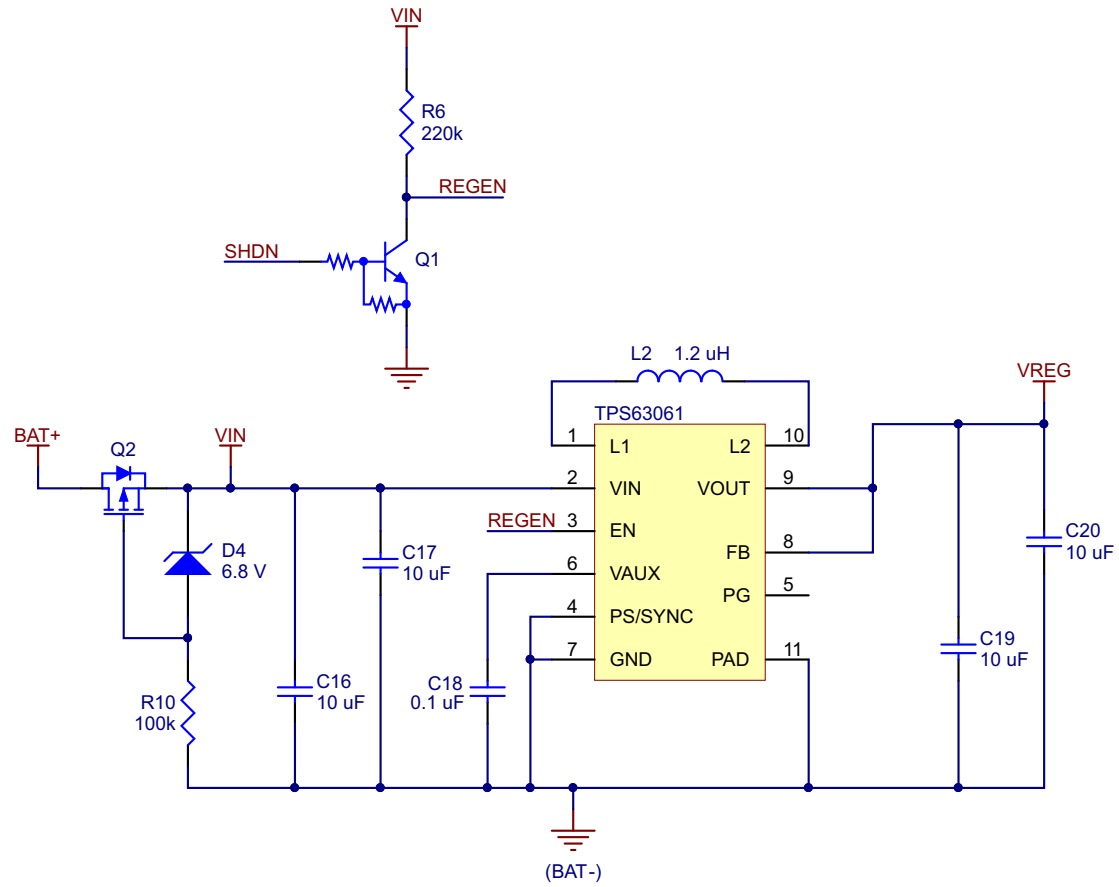 VIN
R6
220k
REGEN
SHDN
Q1
L2 1.2 uH
VREG
TPS63061
BAT+
Q2
VIN
1 L1 L2 10
2 VIN VOUT 9
REGEN 3 EN
FB 8
6 VAUX
PG 5
4 PS/SYNC
7 GND PAD 11
D4
6.8 V
C17
10 uF
C20
10 uF
C19
10 uF
R10
100k
C16
10 uF
C18
0.1 uF
(BAT-)